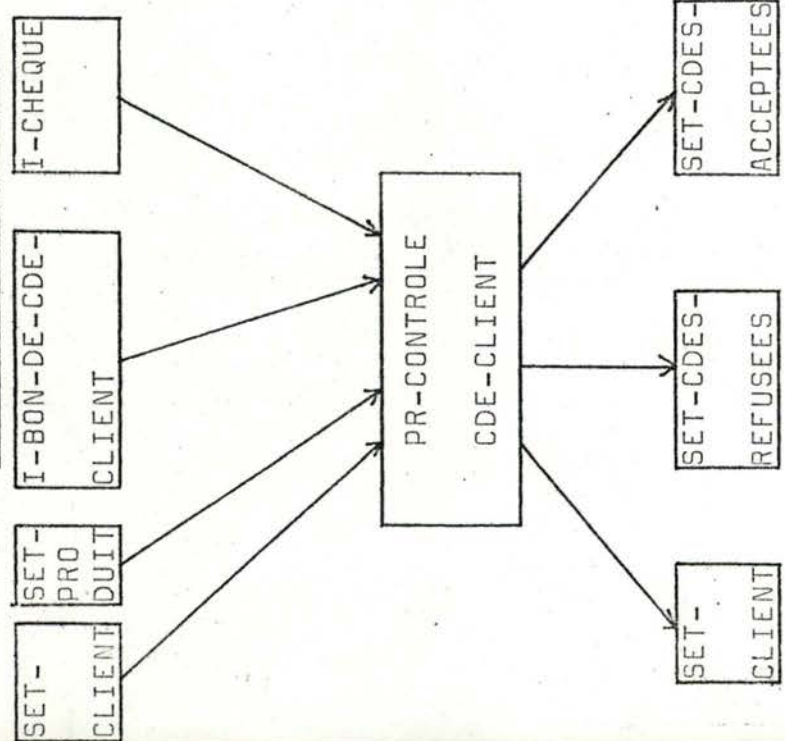 I-CHEQUE
I-BON-DE-CDE-
CLIENT
SET-
PRO
DUIT
SET-
CLIENT
PR-CONTROLE
CDE-CLIENT
SET-CDES-
ACCEPTEES
SET-CDES-
REFUSEES
SET-
CLIENT